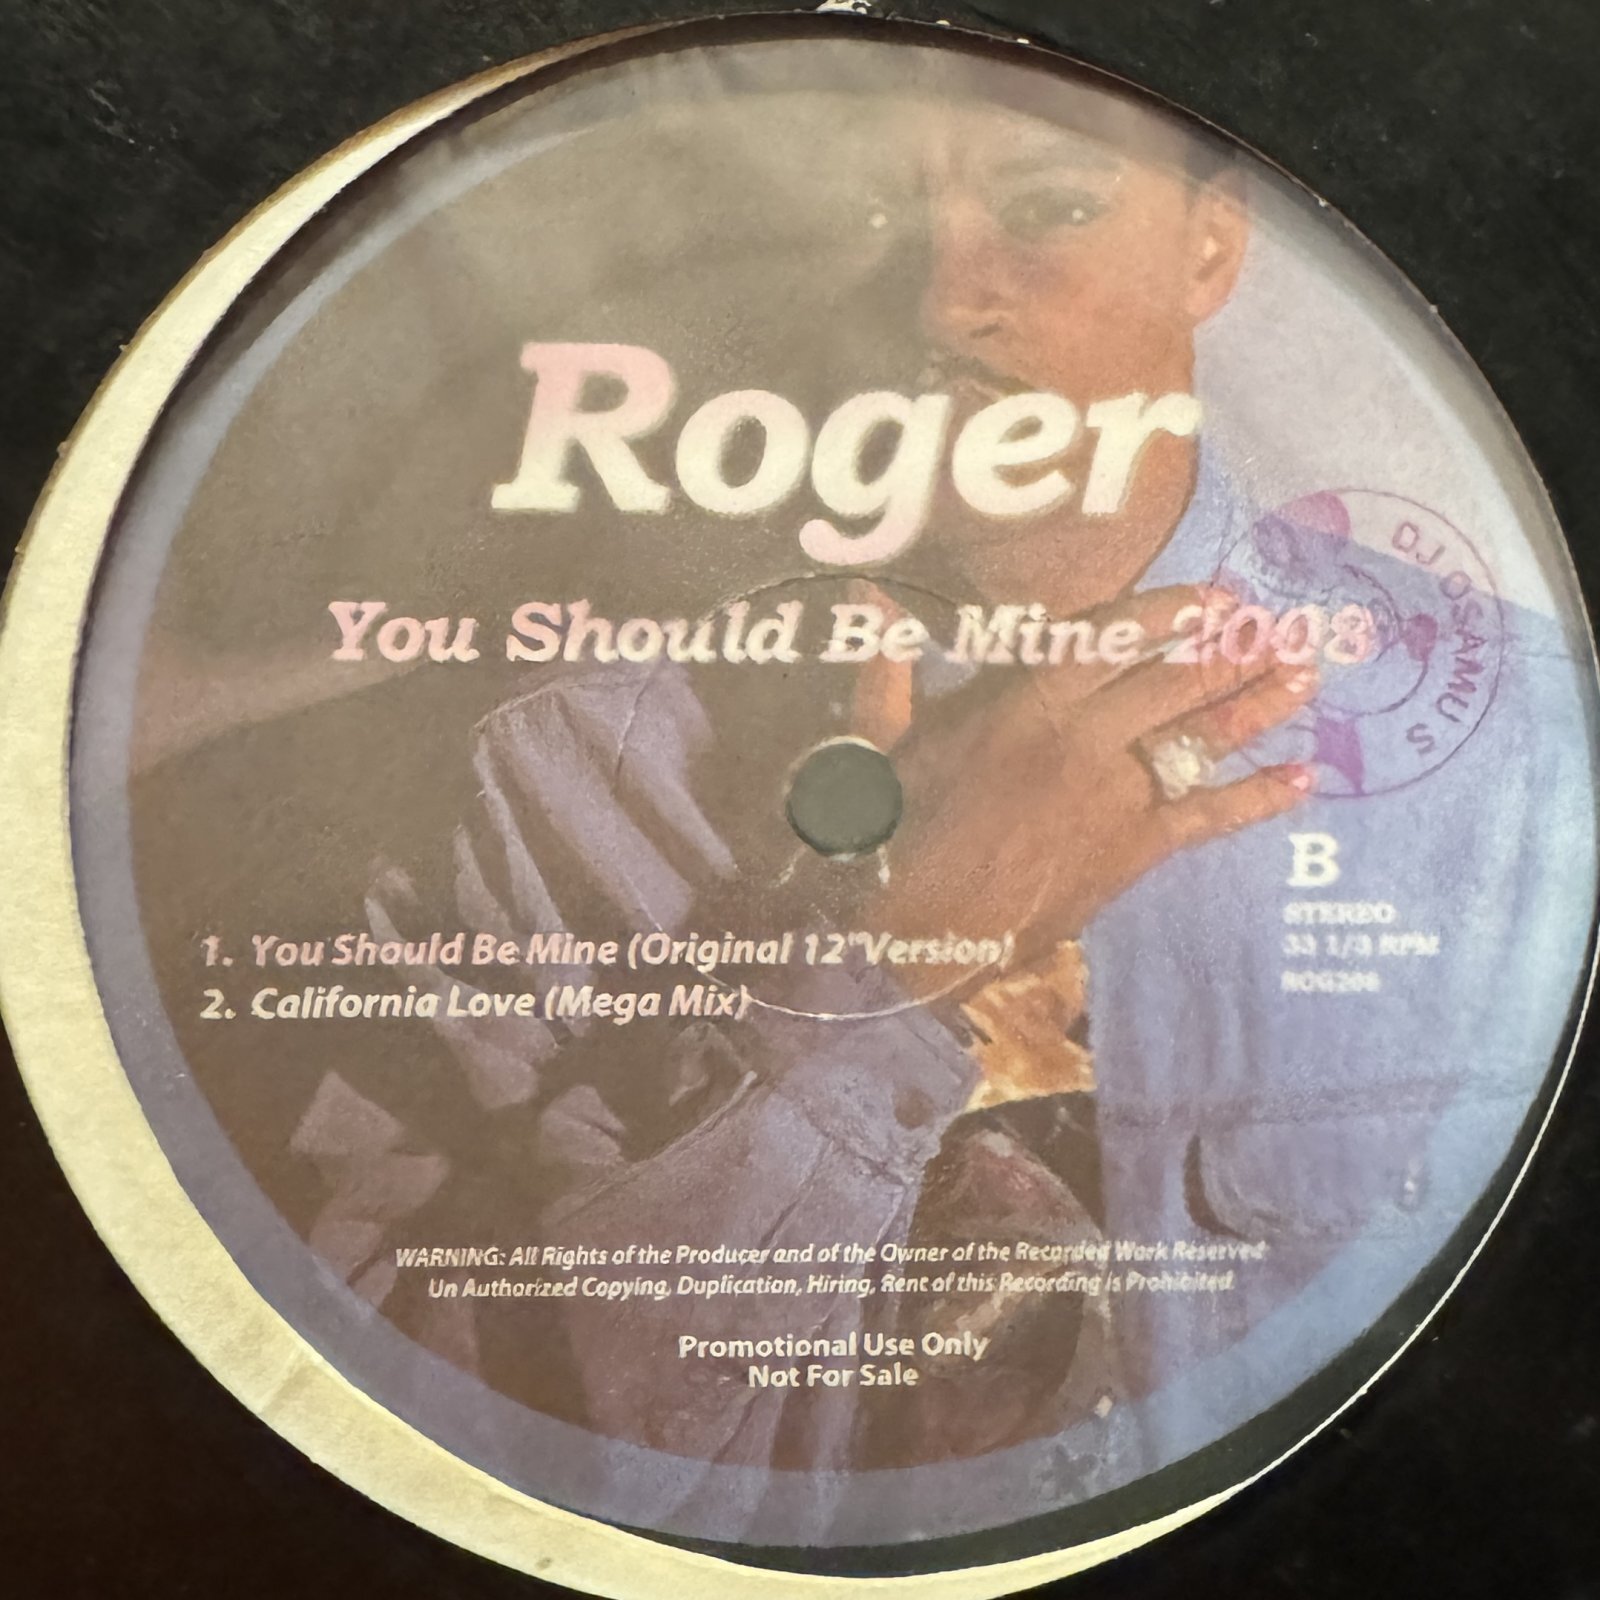 Roger
You Should Be Mine 2008
DJ OSAMU S
B
STEREO
33 1/3 RPM
1. You Should Be Mine (Original 12"Version)
2. California Love (Mega Mix)
WARNING: All Rights of the Producer and of the Owner of the Recorded Work Reserved
Un Authorized Copying, Duplication, Hiring, Rent of this Recording is Prohibited.
Promotional Use Only
Not For Sale